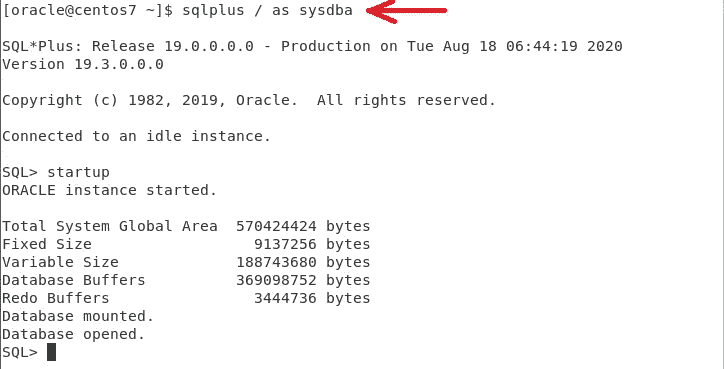 [oracle@centos7 ~]$ sqlplus / as sysdba
SQL*Plus: Release 19.0.0.0.0 - Production on Tue Aug 18 06:44:19 2020
Version 19.3.0.0.0
Copyright (c) 1982, 2019, Oracle.  All rights reserved.
Connected to an idle instance.
SQL> startup
ORACLE instance started.
Total System Global Area  570424424 bytes
Fixed Size                  9137256 bytes
Variable Size             188743680 bytes
Database Buffers          369098752 bytes
Redo Buffers                3444736 bytes
Database mounted.
Database opened.
SQL>